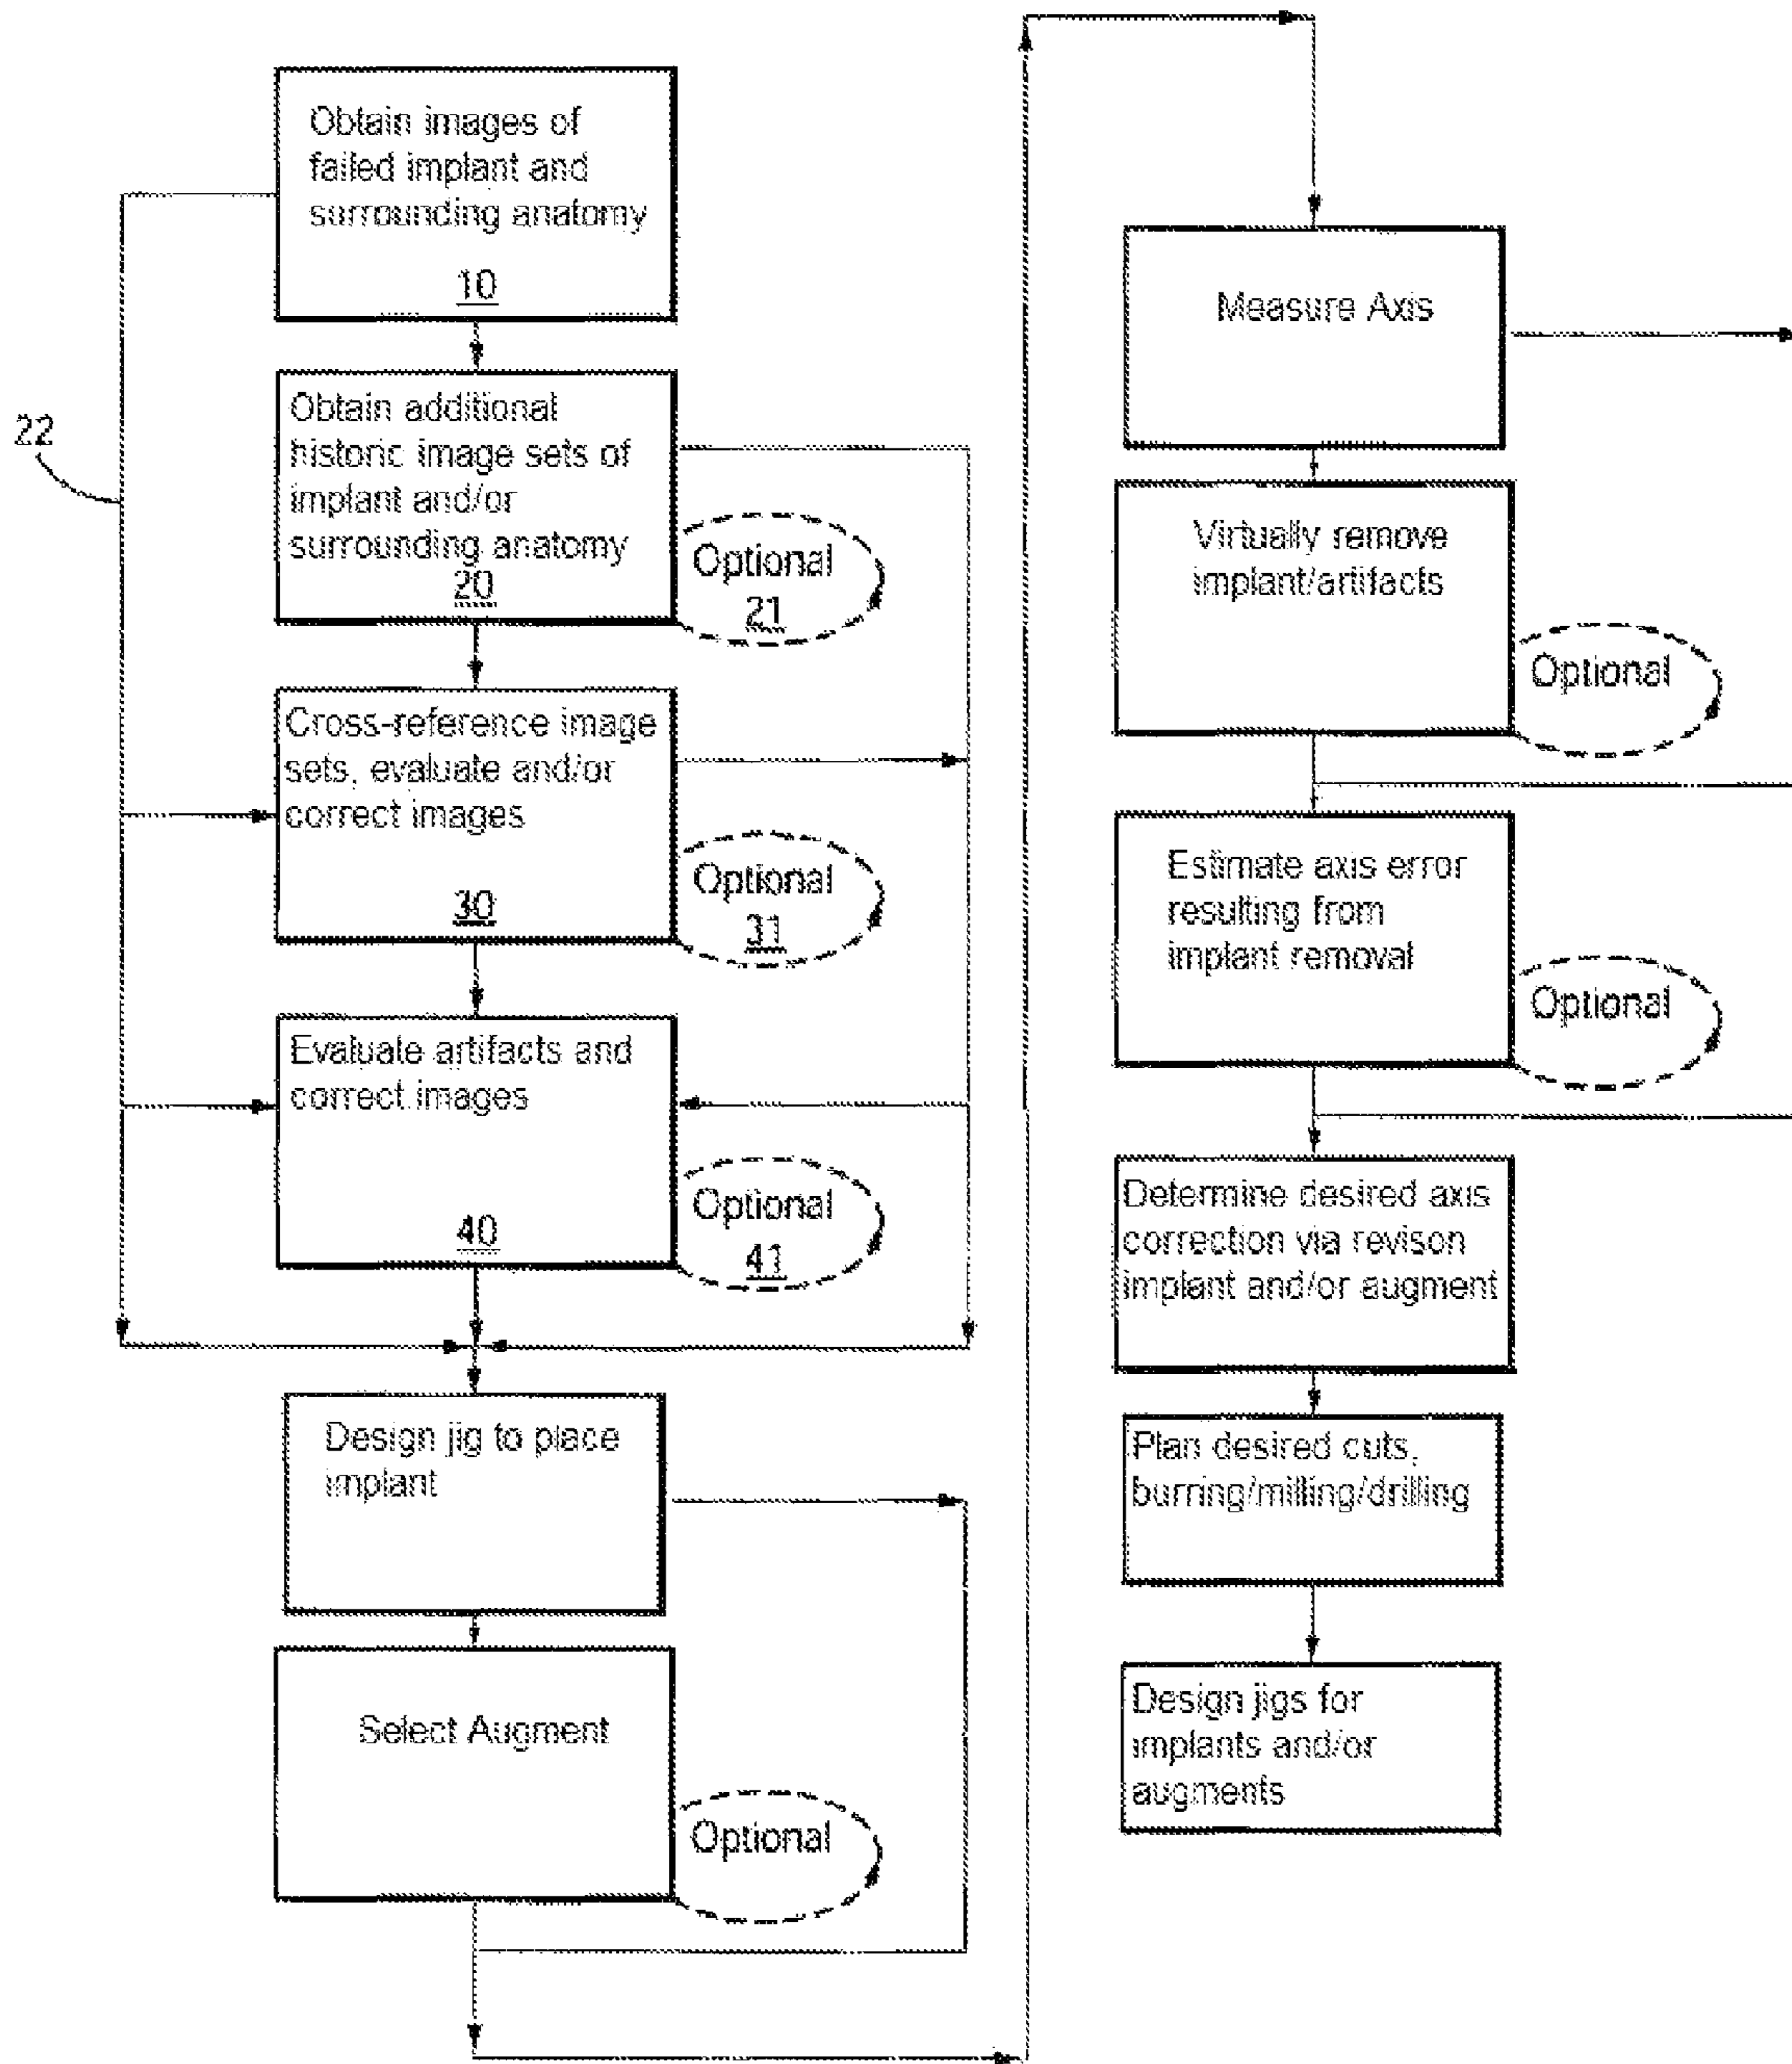 Obtain images of
failed implant and
surrounding anatomy
10
Obtain additional
historic image sets of
implant and/or
surrounding anatomy
20
Optional
21
22
Cross-reference image
sets, evaluate and/or
correct images
30
Optional
31
Evaluate artifacts and
correct images
40
Optional
41
Design jig to place
implant
Select Augment
Optional
Measure Axis
Virtually remove
implant/artifacts
Optional
Estimate axis error
resulting from
implant removal
Optional
Determine desired axis
correction via revison
implant and/or augment
Plan desired cuts,
burring/milling/drilling
Design jigs for
implants and/or
augments